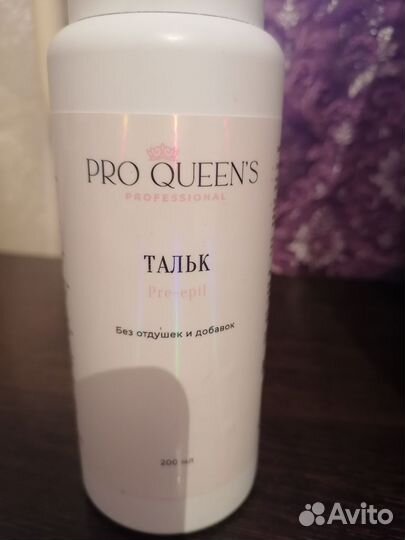 PRO QUEEN'S
PROFESSIONAL
ТАЛЬК
Pre-epil
Без отдушек и добавок
200 мл
Avito